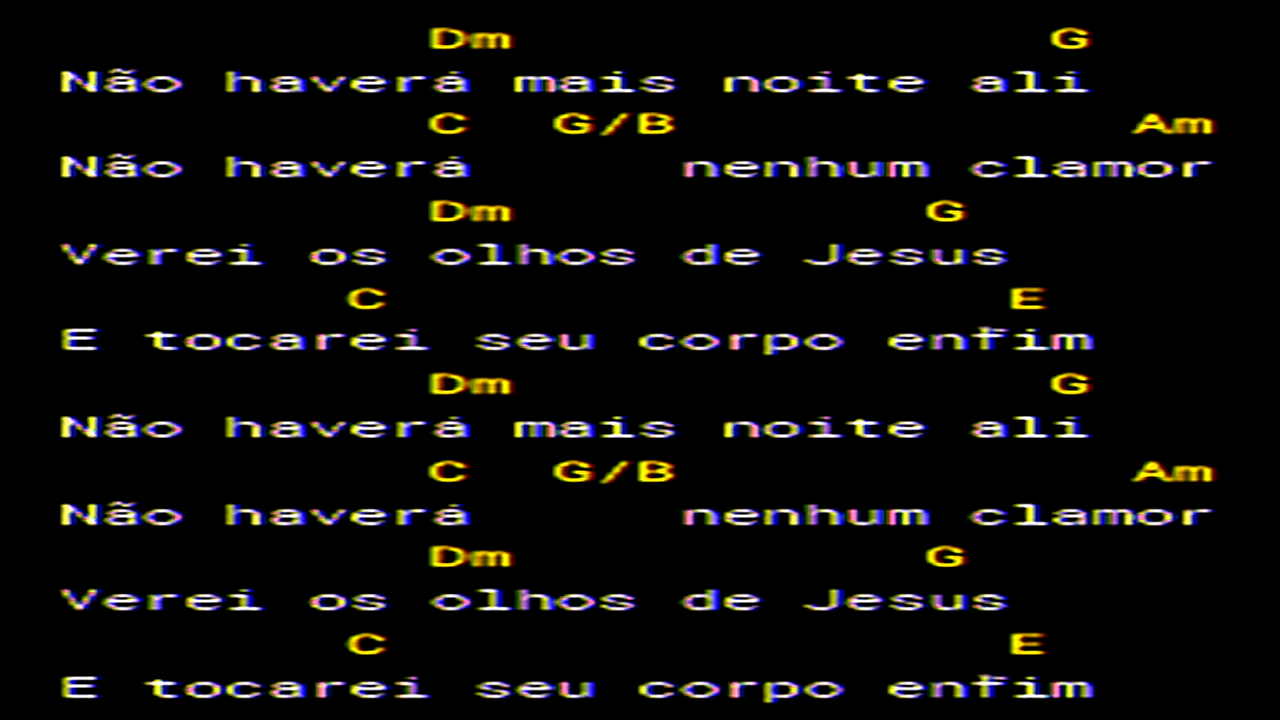 Dm G
Não haverá mais noite ali
C G/B Am
Não haverá nenhum clamor
Dm G
Verei os olhos de Jesus
C E
E tocarei seu corpo enfim
Dm G
Não haverá mais noite ali
C G/B Am
Não haverá nenhum clamor
Dm G
Verei os olhos de Jesus
C E
E tocarei seu corpo enfim